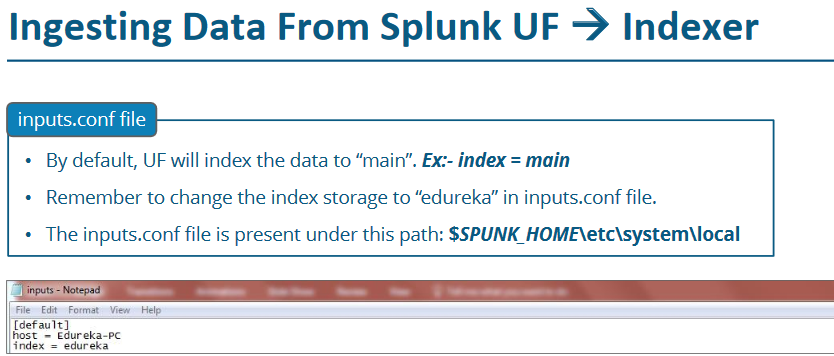 Ingesting Data From Splunk UF → Indexer
inputs.conf file
• By default, UF will index the data to “main”. Ex:- index = main
• Remember to change the index storage to “edureka” in inputs.conf file.
• The inputs.conf file is present under this path: $SPUNK_HOME\etc\system\local
inputs - Notepad
File Edit Format View Help
[default]
host = Edureka-PC
index = edureka